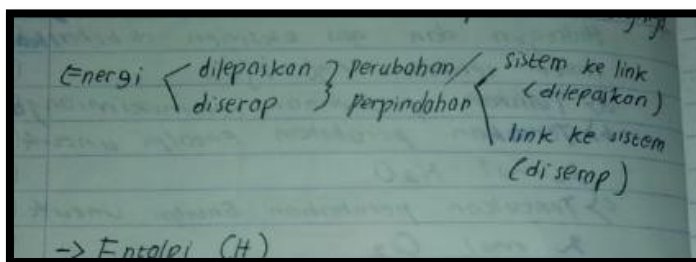 Energi dilepaskan perubahan/ sistem ke link
diserap perpindahan (dilepaskan)
link ke sistem
(diserap)
-> Entalpi (H)